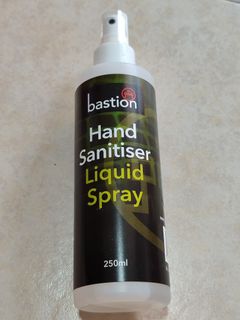 bastion
Hand
Sanitiser
Liquid
Spray
250ml